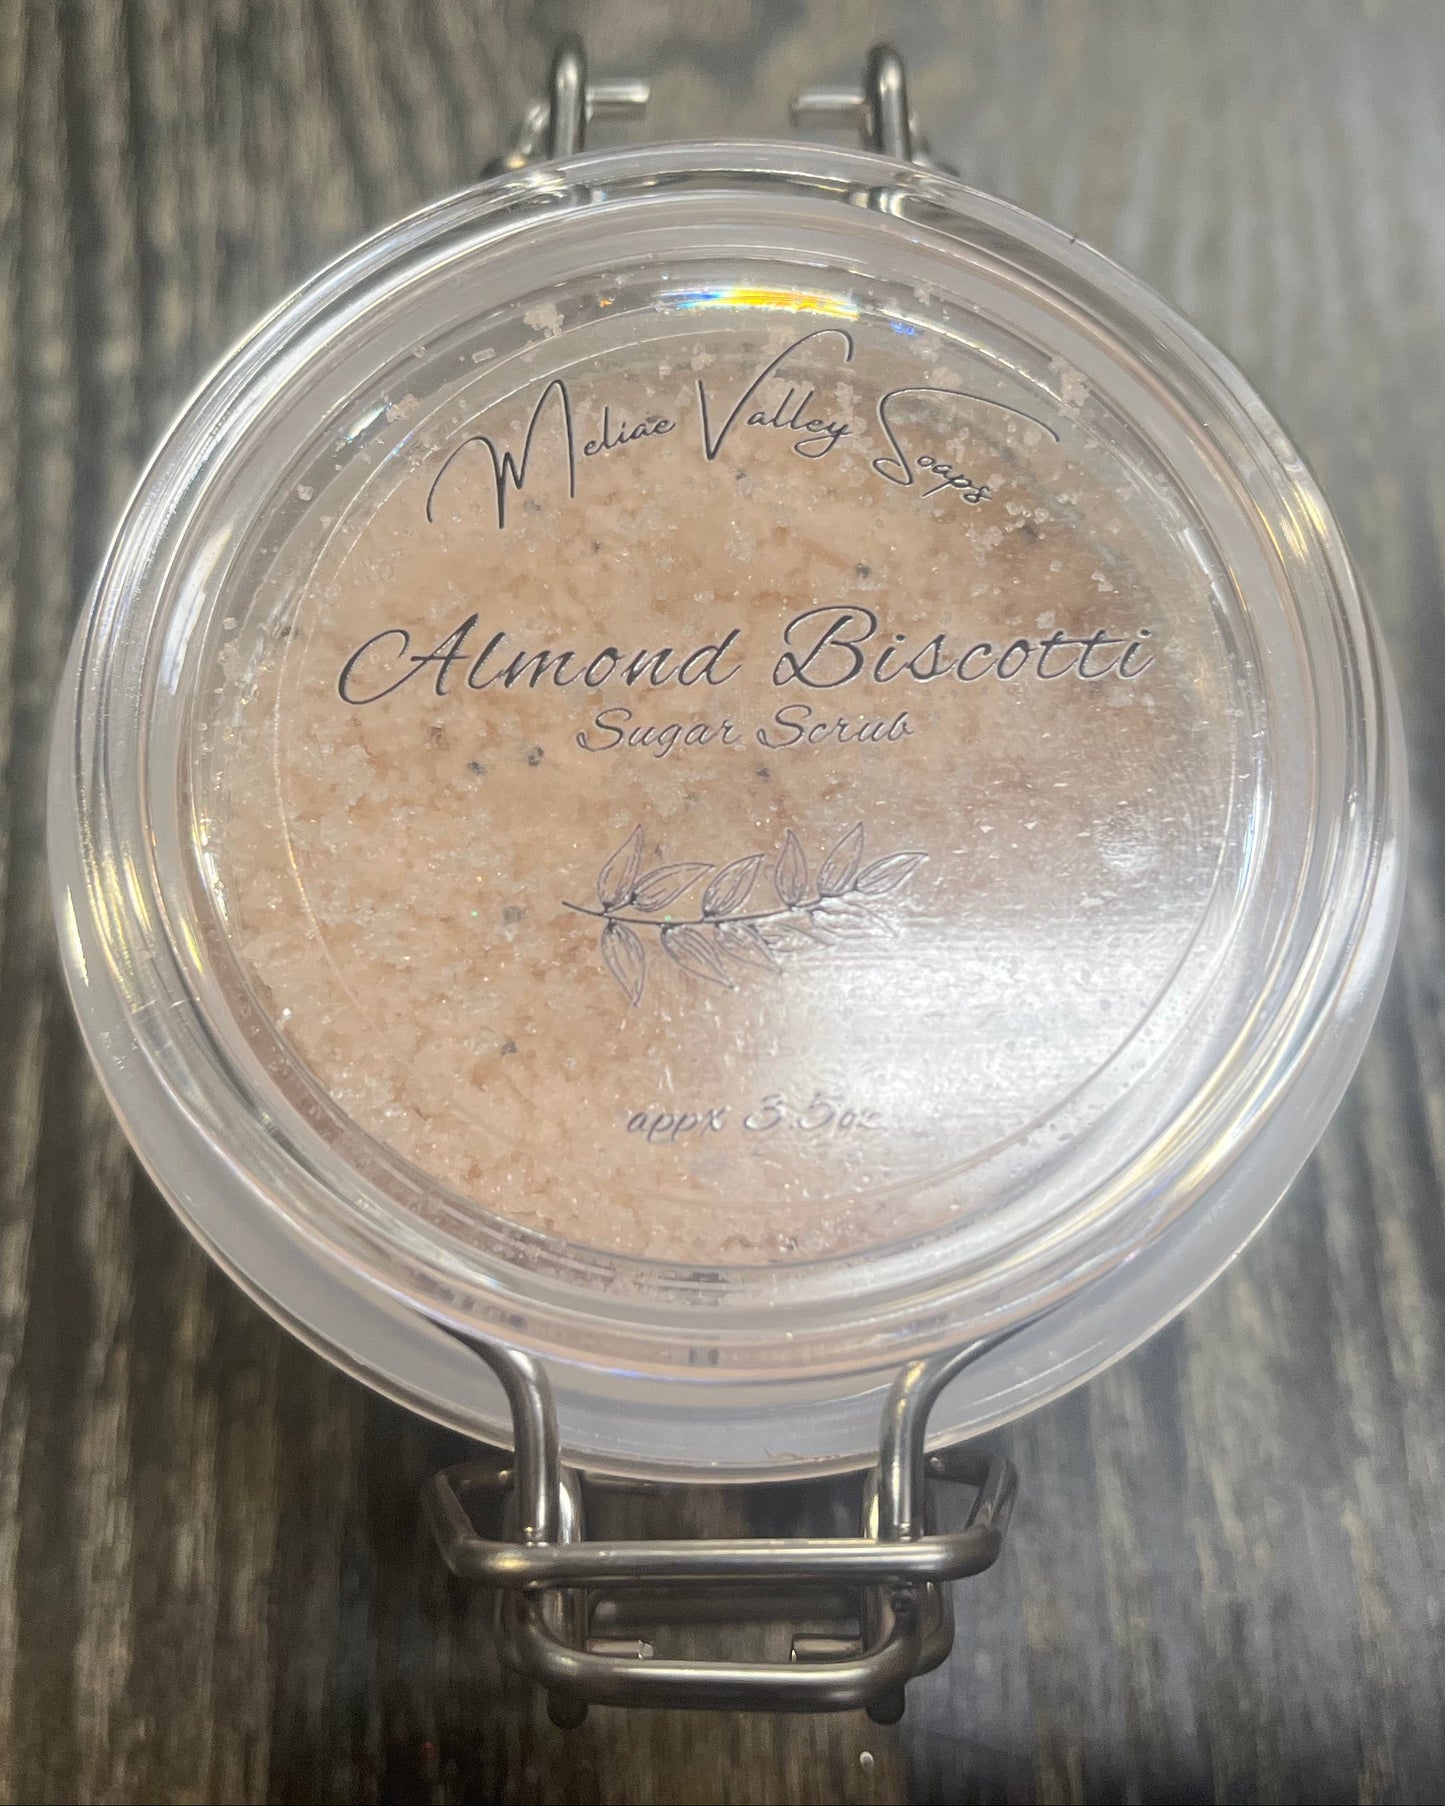 Meliae Valley Soaps
Almond Biscotti
Sugar Scrub
appx 3.5oz